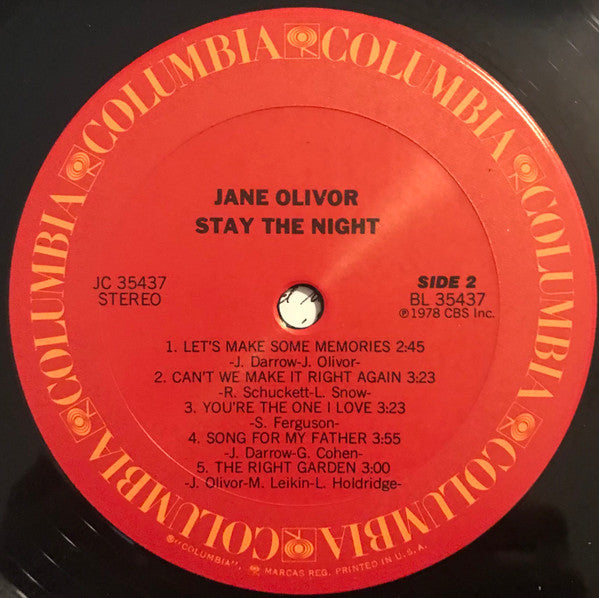 COLUMBIA COLUMBIA COLUMBIA COLUMBIA COLUMBIA COLUMBIA
JANE OLIVOR
STAY THE NIGHT
JC 35437
STEREO
SIDE 2
BL 35437
℗1978 CBS Inc.
1. LET'S MAKE SOME MEMORIES 2:45
-J. Darrow-J. Olivor-
2. CAN'T WE MAKE IT RIGHT AGAIN 3:23
-R. Schuckett-L. Snow-
3. YOU'RE THE ONE I LOVE 3:23
-S. Ferguson-
4. SONG FOR MY FATHER 3:55
-J. Darrow-G. Cohen-
5. THE RIGHT GARDEN 3:00
-J. Olivor-M. Leikin-L. Holdridge-
®"COLUMBIA", MARCAS REG. PRINTED IN U.S.A.